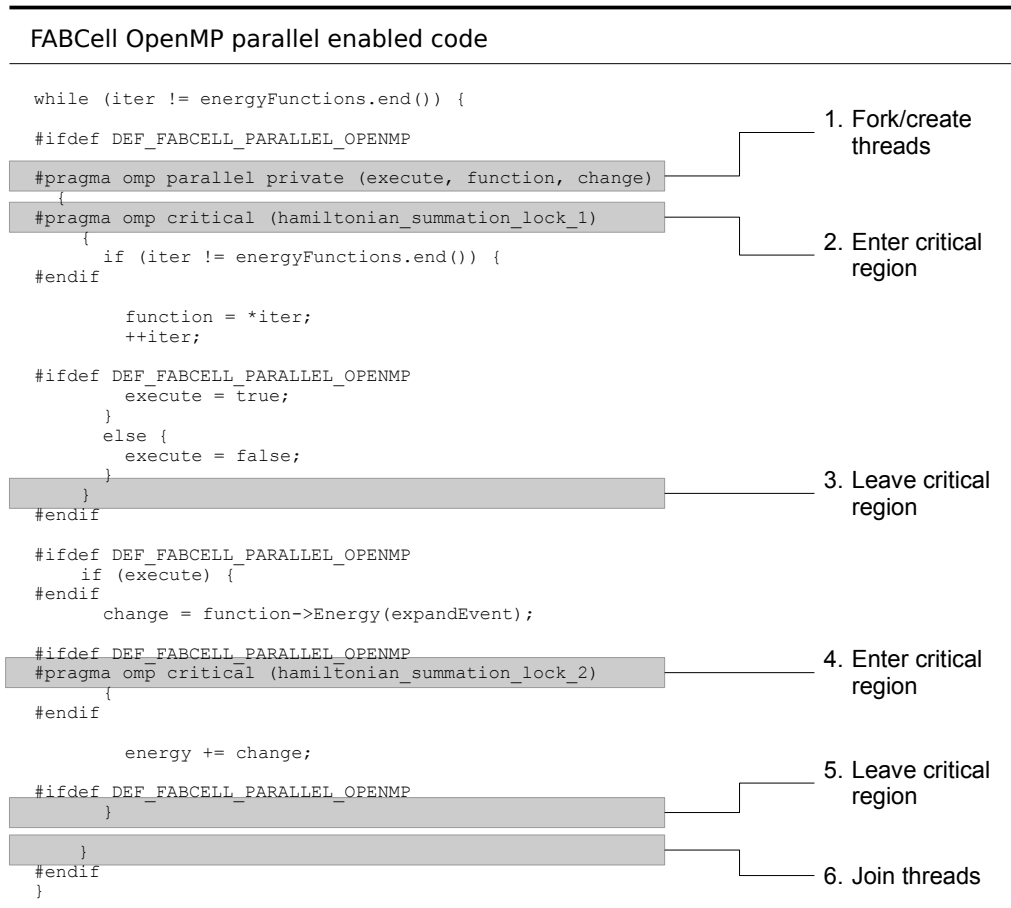 FABCell OpenMP parallel enabled code
while (iter != energyFunctions.end()) {
#ifdef DEF_FABCELL_PARALLEL_OPENMP
#pragma omp parallel private (execute, function, change)
{
#pragma omp critical (hamiltonian_summation_lock_1)
{
if (iter != energyFunctions.end()) {
#endif
function = *iter;
++iter;
#ifdef DEF_FABCELL_PARALLEL_OPENMP
execute = true;
}
else {
execute = false;
}
}
#endif
#ifdef DEF_FABCELL_PARALLEL_OPENMP
if (execute) {
#endif
change = function->Energy(expandEvent);
#ifdef DEF_FABCELL_PARALLEL_OPENMP
#pragma omp critical (hamiltonian_summation_lock_2)
{
#endif
energy += change;
#ifdef DEF_FABCELL_PARALLEL_OPENMP
}
}
#endif
}
1. Fork/create
threads
2. Enter critical
region
3. Leave critical
region
4. Enter critical
region
5. Leave critical
region
6. Join threads